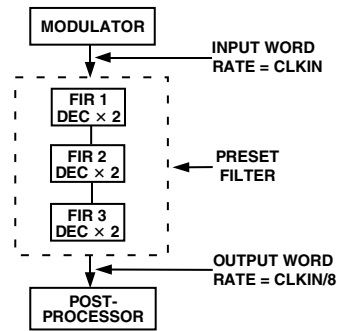 MODULATOR
INPUT WORD
RATE = CLKIN
FIR 1
DEC × 2
FIR 2
DEC × 2
PRESET
FILTER
FIR 3
DEC × 2
OUTPUT WORD
RATE = CLKIN/8
POST-
PROCESSOR